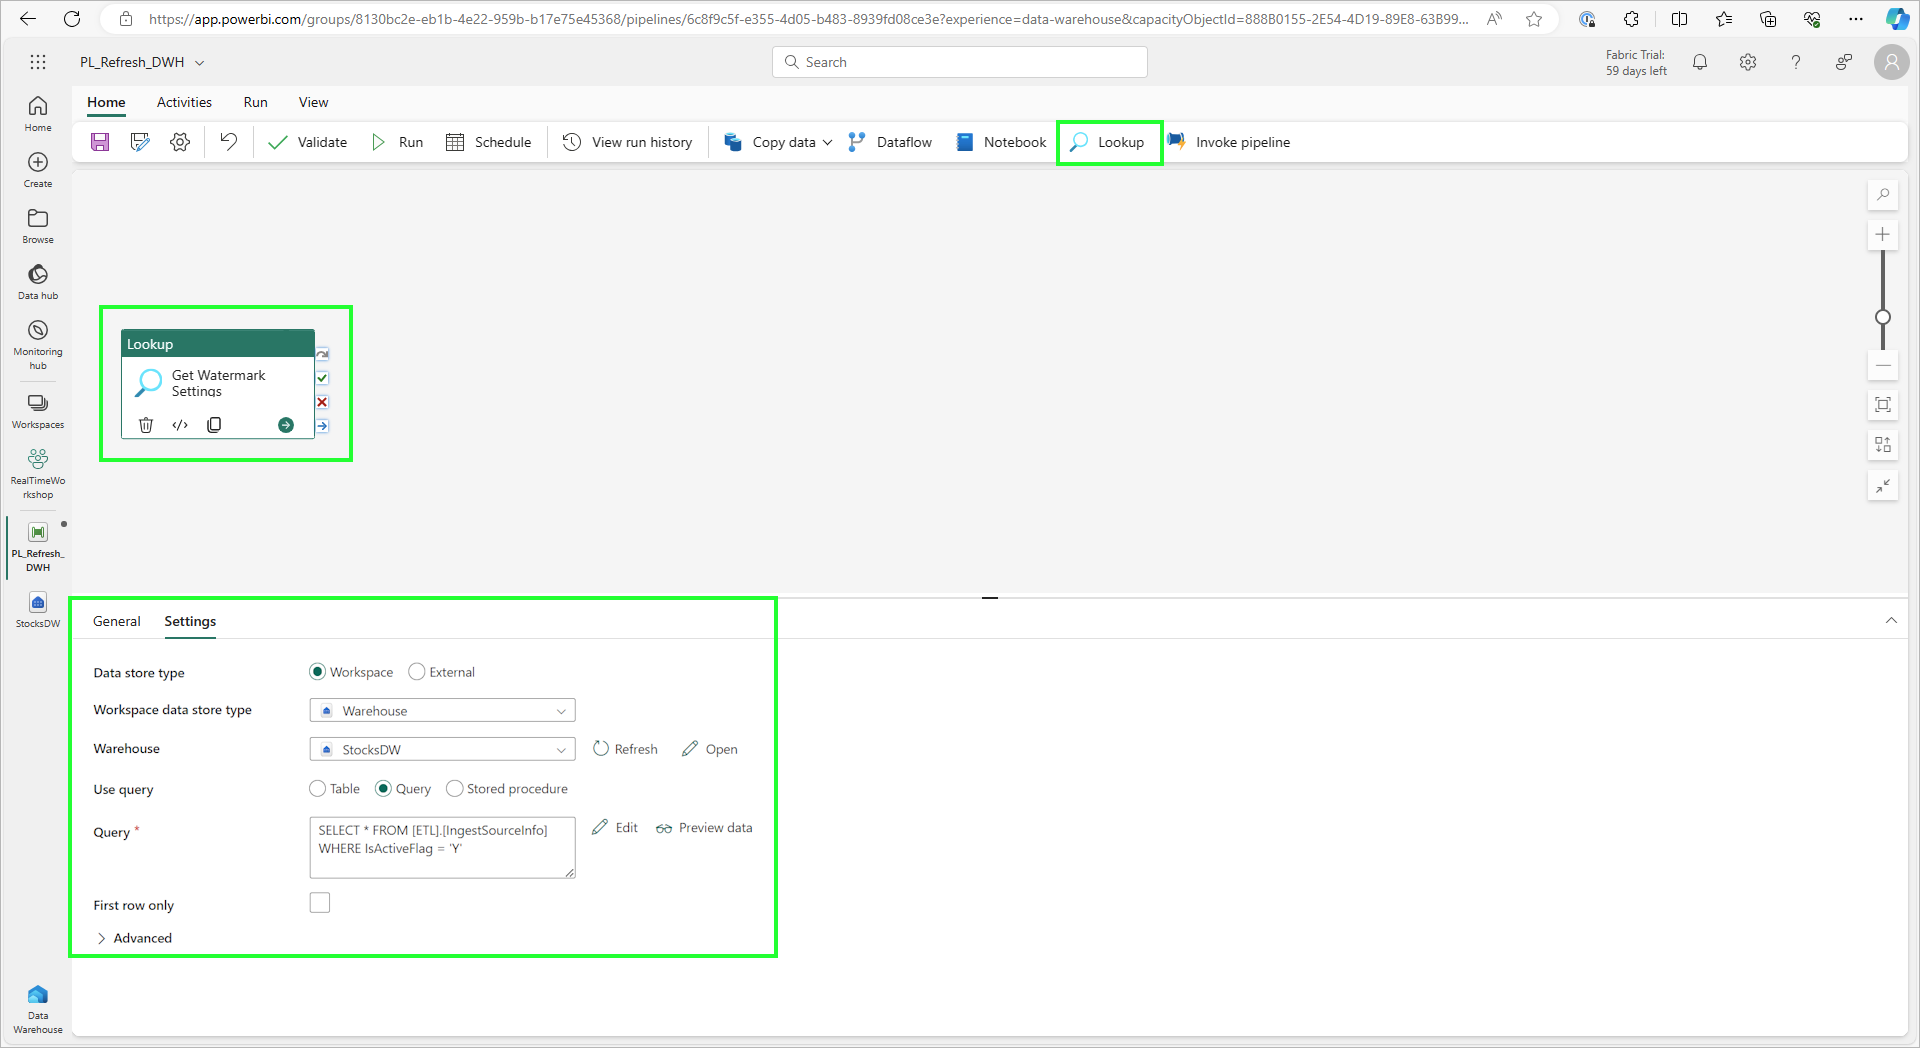 https://app.powerbi.com/groups/8130bc2e-eb1b-4e22-959b-b17e75e45368/pipelines/6c8f9c5f-e355-4d05-b483-8939fd08ce3e?experience=data-warehouse&capacityObjectId=888B0155-2E54-4D19-89E8-63B99...
PL_Refresh_DWH
Search
Fabric Trial:
59 days left
Home
Activities
Run
View
Validate
Run
Schedule
View run history
Copy data
Dataflow
Notebook
Lookup
Invoke pipeline
Home
Create
Browse
Data hub
Monitoring
hub
Workspaces
RealTimeWo
rkshop
PL_Refresh_
DWH
StocksDW
Data
Warehouse
Lookup
Get Watermark
Settings
General
Settings
Data store type
Workspace
External
Workspace data store type
Warehouse
Warehouse
StocksDW
Refresh
Open
Use query
Table
Query
Stored procedure
Query *
SELECT * FROM [ETL].[IngestSourceInfo]
WHERE IsActiveFlag = 'Y'
Edit
Preview data
First row only
Advanced